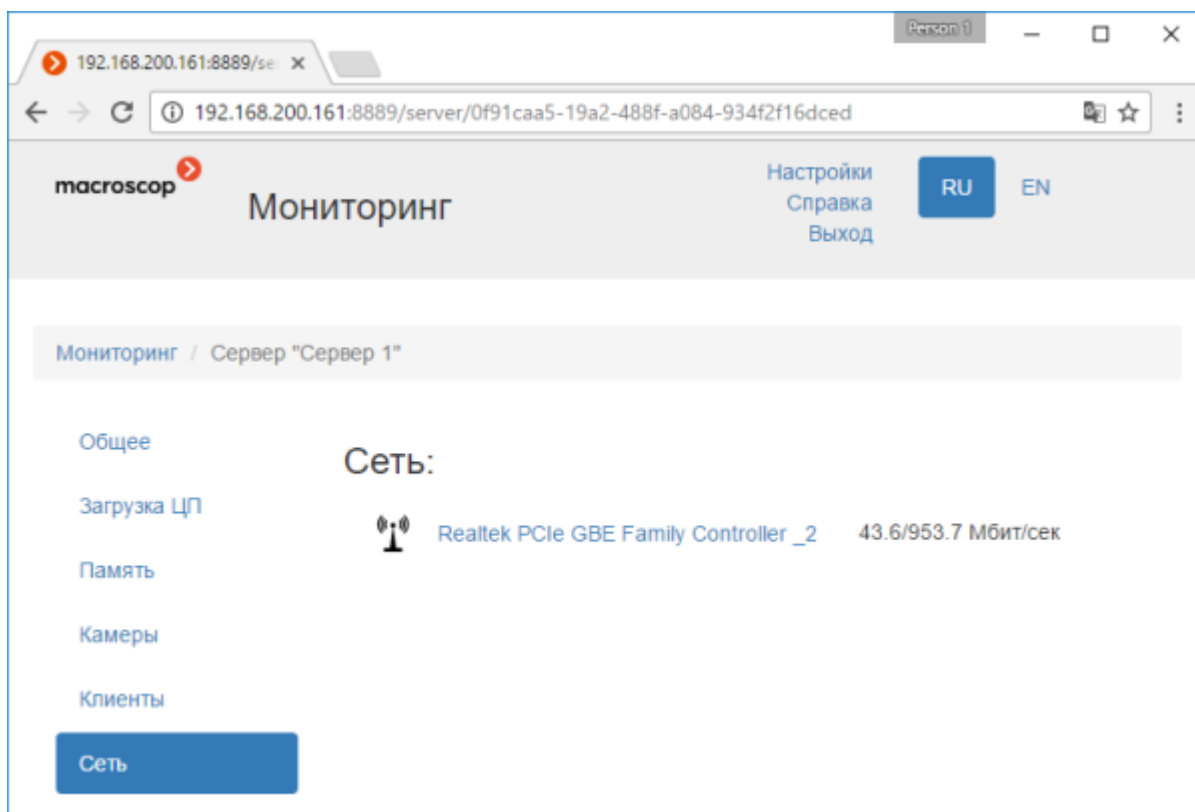 Person 1
192.168.200.161:8889/se
192.168.200.161:8889/server/0f91caa5-19a2-488f-a084-934f2f16dced
macroscop
Мониторинг
Настройки
Справка
Выход
RU EN
Мониторинг / Сервер "Сервер 1"
Общее
Загрузка ЦП
Память
Камеры
Клиенты
Сеть
Сеть:
Realtek PCIe GBE Family Controller _2 43.6/953.7 Мбит/сек